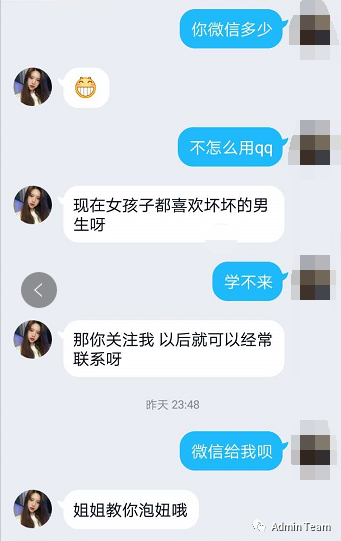 你微信多少
不怎么用qq
现在女孩子都喜欢坏坏的男
生呀
学不来
那你关注我 以后就可以经常
联系呀
昨天 23:48
微信给我呗
姐姐教你泡妞哦
Admin Team